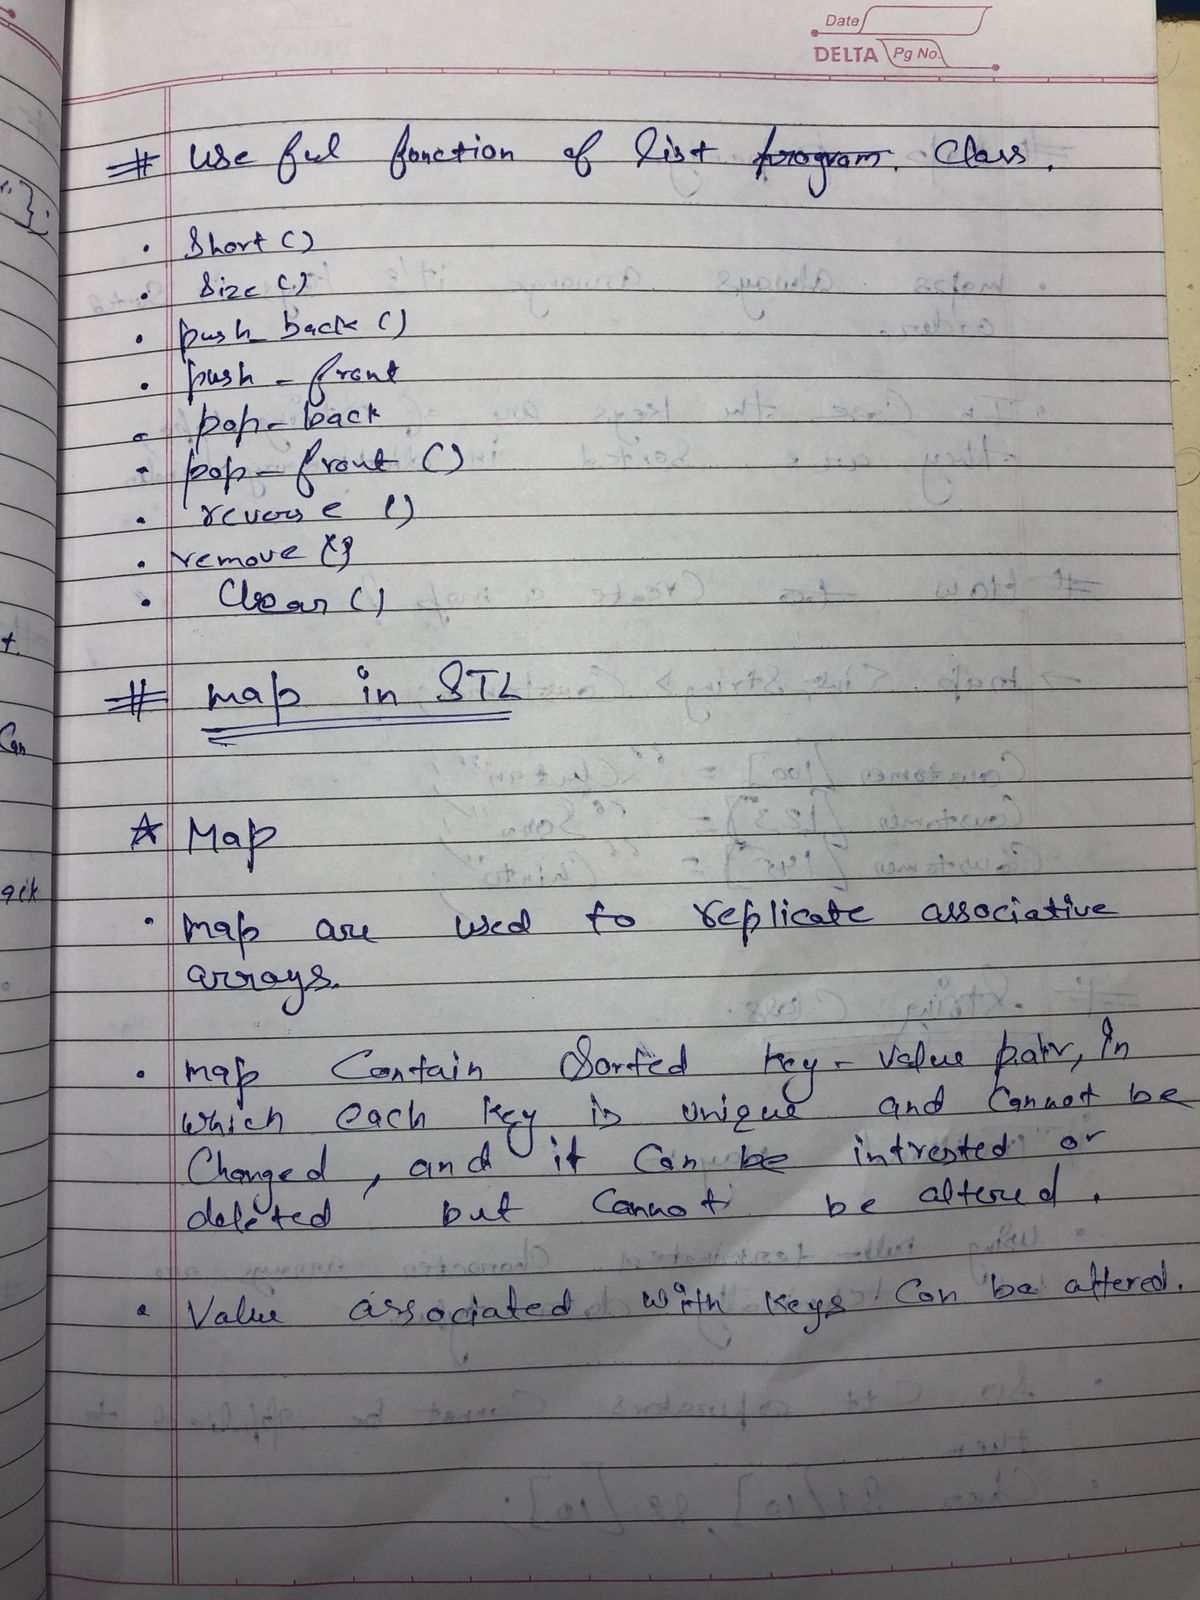 Date
DELTA Pg No.
# Useful fonction of list program. Class.
• Short ()
• Size ()
• push_back ()
• push - front
• pop - back
• pop - front ()
• reverse ()
• remove {}
• Clear ()
# map in STL
☆ Map
• map are used to replicate associative
arrays.
• map Contain Sorted key - value pair, in
which each key is unique and cannot be
Changed, and it can be intrested or
deleted but cannot be altered.
• Value associated with keys can be altered.
"};
t.
Can
ack